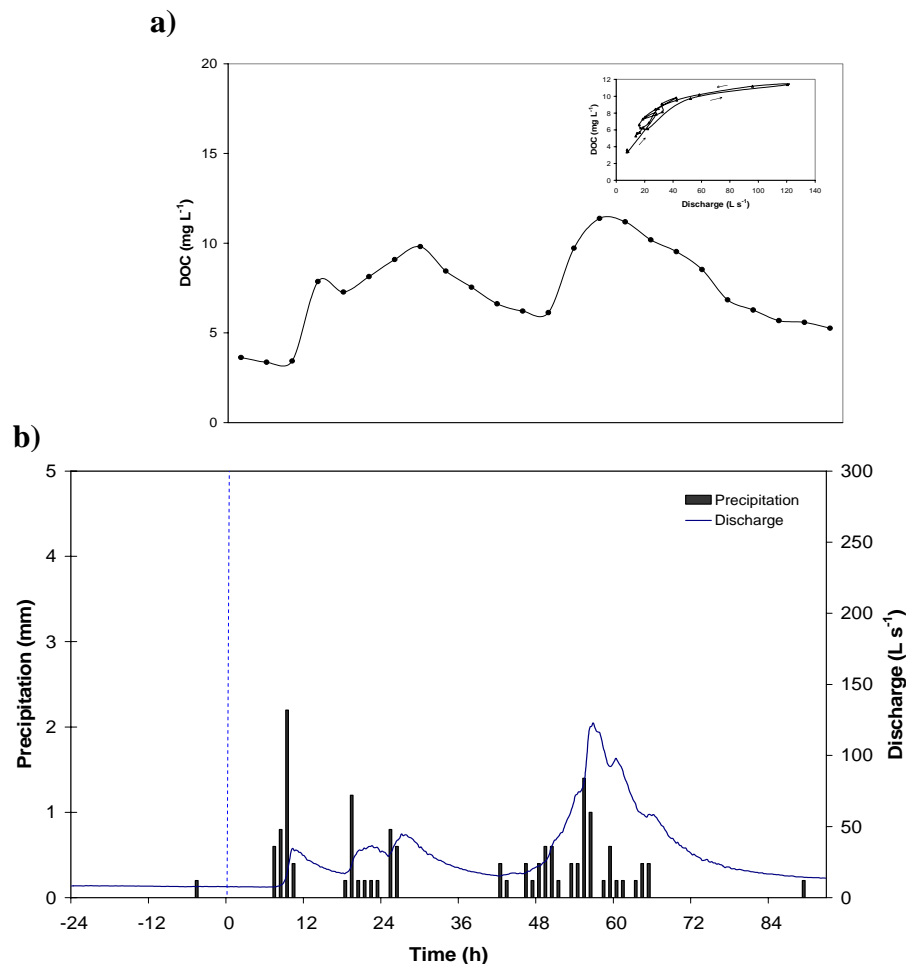 a)
20
15
10
5
0
DOC (mg L⁻¹)
12
10
8
6
4
2
0
DOC (mg L⁻¹)
0 20 40 60 80 100 120 140
Discharge (L s⁻¹)
b)
5
4
3
2
1
0
Precipitation (mm)
Precipitation
Discharge
300
250
200
150
100
50
0
Discharge (L s⁻¹)
-24 -12 0 12 24 36 48 60 72 84
Time (h)